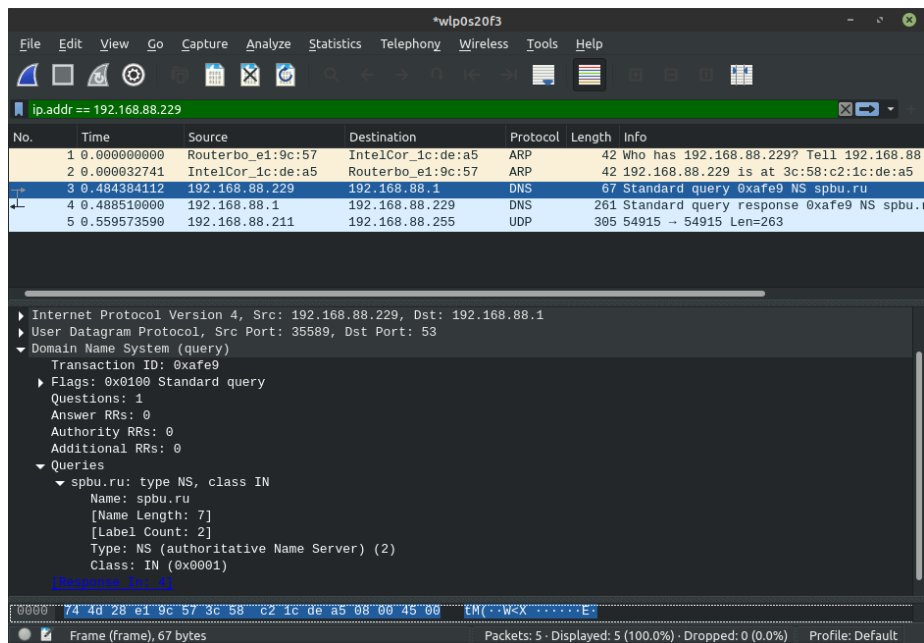 *wlp0s20f3
File Edit View Go Capture Analyze Statistics Telephony Wireless Tools Help
ip.addr == 192.168.88.229
No. Time Source Destination Protocol Length Info
1 0.000000000 Routerbo_e1:9c:57 IntelCor_1c:de:a5 ARP 42 Who has 192.168.88.229? Tell 192.168.88
2 0.000032741 IntelCor_1c:de:a5 Routerbo_e1:9c:57 ARP 42 192.168.88.229 is at 3c:58:c2:1c:de:a5
3 0.484384112 192.168.88.229 192.168.88.1 DNS 67 Standard query 0xafe9 NS spbu.ru
4 0.488510000 192.168.88.1 192.168.88.229 DNS 261 Standard query response 0xafe9 NS spbu.r
5 0.559573590 192.168.88.211 192.168.88.255 UDP 305 54915 → 54915 Len=263
Internet Protocol Version 4, Src: 192.168.88.229, Dst: 192.168.88.1
User Datagram Protocol, Src Port: 35589, Dst Port: 53
Domain Name System (query)
Transaction ID: 0xafe9
Flags: 0x0100 Standard query
Questions: 1
Answer RRs: 0
Authority RRs: 0
Additional RRs: 0
Queries
spbu.ru: type NS, class IN
Name: spbu.ru
[Name Length: 7]
[Label Count: 2]
Type: NS (authoritative Name Server) (2)
Class: IN (0x0001)
[Response In: 4]
0000 74 4d 28 e1 9c 57 3c 58 c2 1c de a5 08 00 45 00 tM(··W<X ······E·
Frame (frame), 67 bytes Packets: 5 · Displayed: 5 (100.0%) · Dropped: 0 (0.0%) Profile: Default